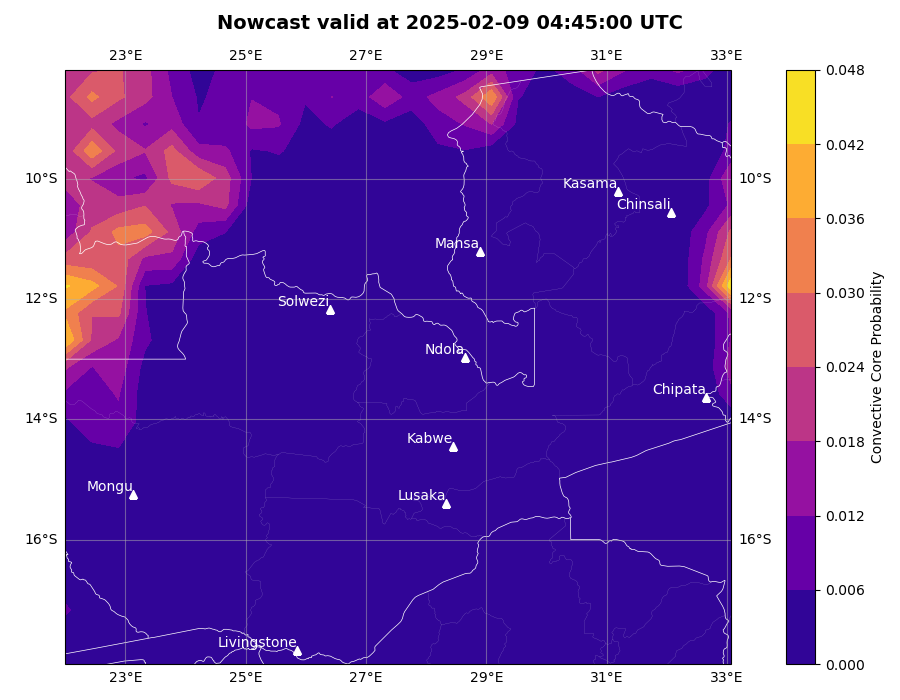 Nowcast valid at 2025-02-09 04:45:00 UTC
23°E 25°E 27°E 29°E 31°E 33°E
0.048
0.042
10°S 10°S
Kasama
Chinsali
0.036
Mansa
0.030
12°S 12°S
Solwezi
Ndola
0.024
Chipata
14°S 14°S
Kabwe
0.018
Mongu
Lusaka
0.012
16°S 16°S
0.006
Livingstone
0.000
23°E 25°E 27°E 29°E 31°E 33°E
Convective Core Probability